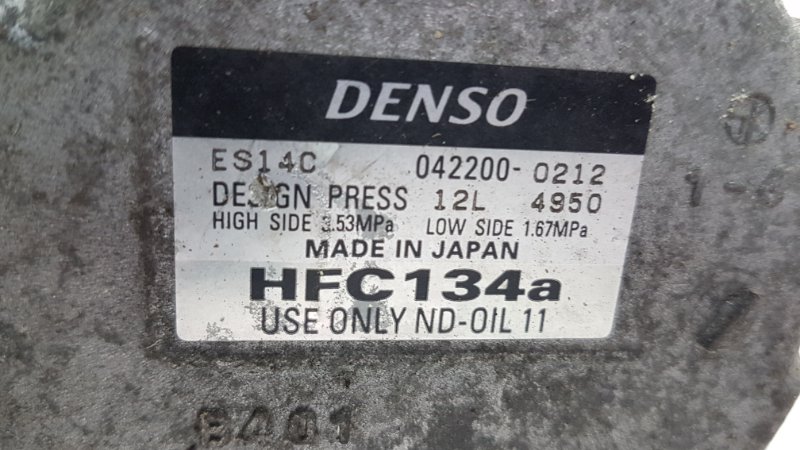 DENSO
ES14C 042200-0212
DESIGN PRESS 12L 4950
HIGH SIDE 3.53MPa LOW SIDE 1.67MPa
MADE IN JAPAN
HFC134a
USE ONLY ND-OIL 11